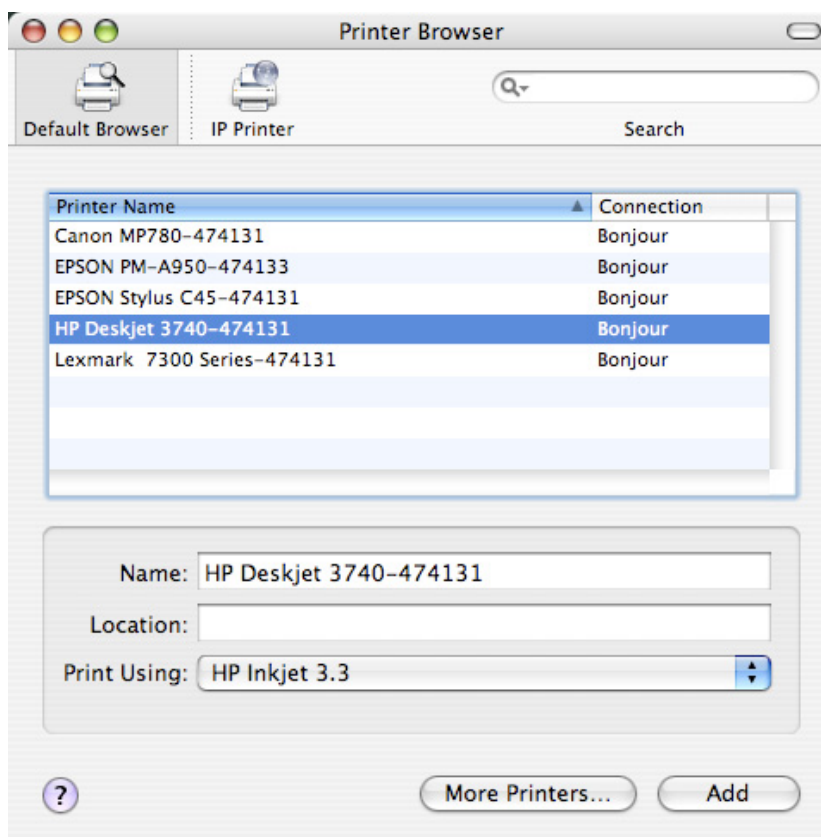 Printer Browser
Default Browser IP Printer Search
Printer Name Connection
Canon MP780-474131 Bonjour
EPSON PM-A950-474133 Bonjour
EPSON Stylus C45-474131 Bonjour
HP Deskjet 3740-474131 Bonjour
Lexmark 7300 Series-474131 Bonjour
Name: HP Deskjet 3740-474131
Location:
Print Using: HP Inkjet 3.3
? More Printers... Add